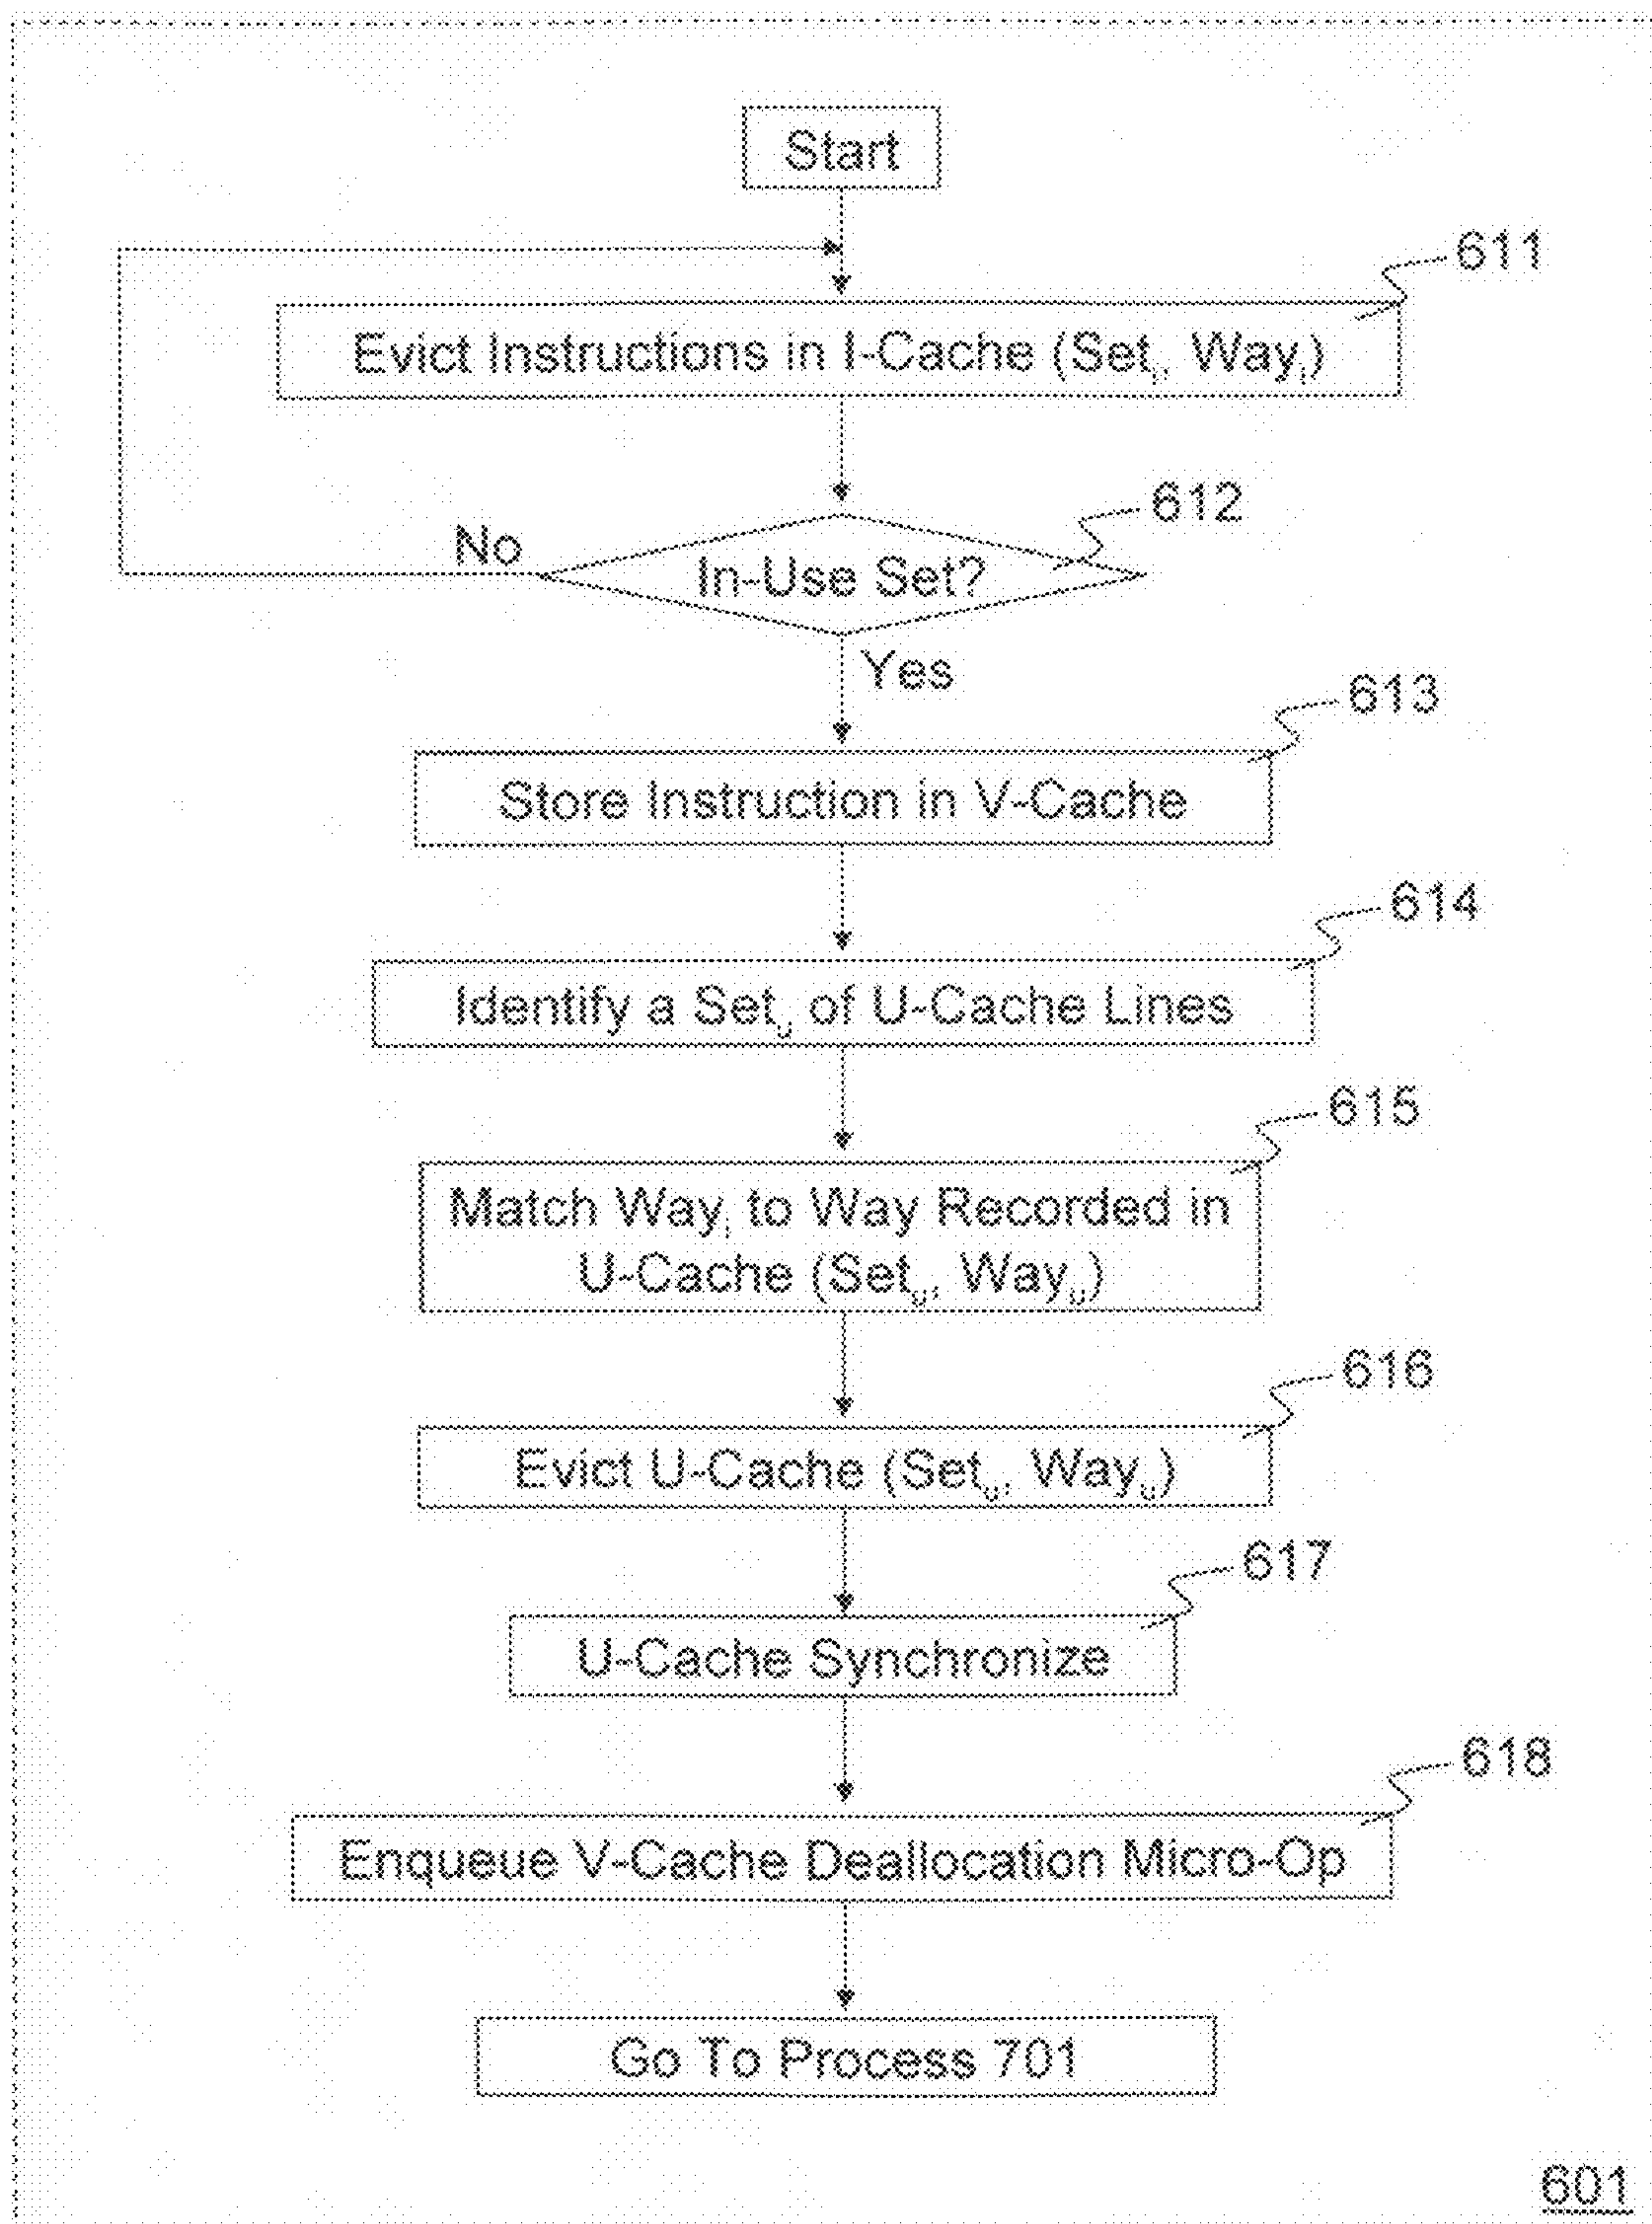 Start
611
Evict Instructions in I-Cache (Setᵢ, Wayᵢ)
612
No
In-Use Set?
Yes
613
Store Instruction in V-Cache
614
Identify a Setᵤ of U-Cache Lines
615
Match Wayᵢ to Way Recorded in
U-Cache (Setᵤ, Wayᵤ)
616
Evict U-Cache (Setᵤ, Wayᵤ)
617
U-Cache Synchronize
618
Enqueue V-Cache Deallocation Micro-Op
Go To Process 701
601